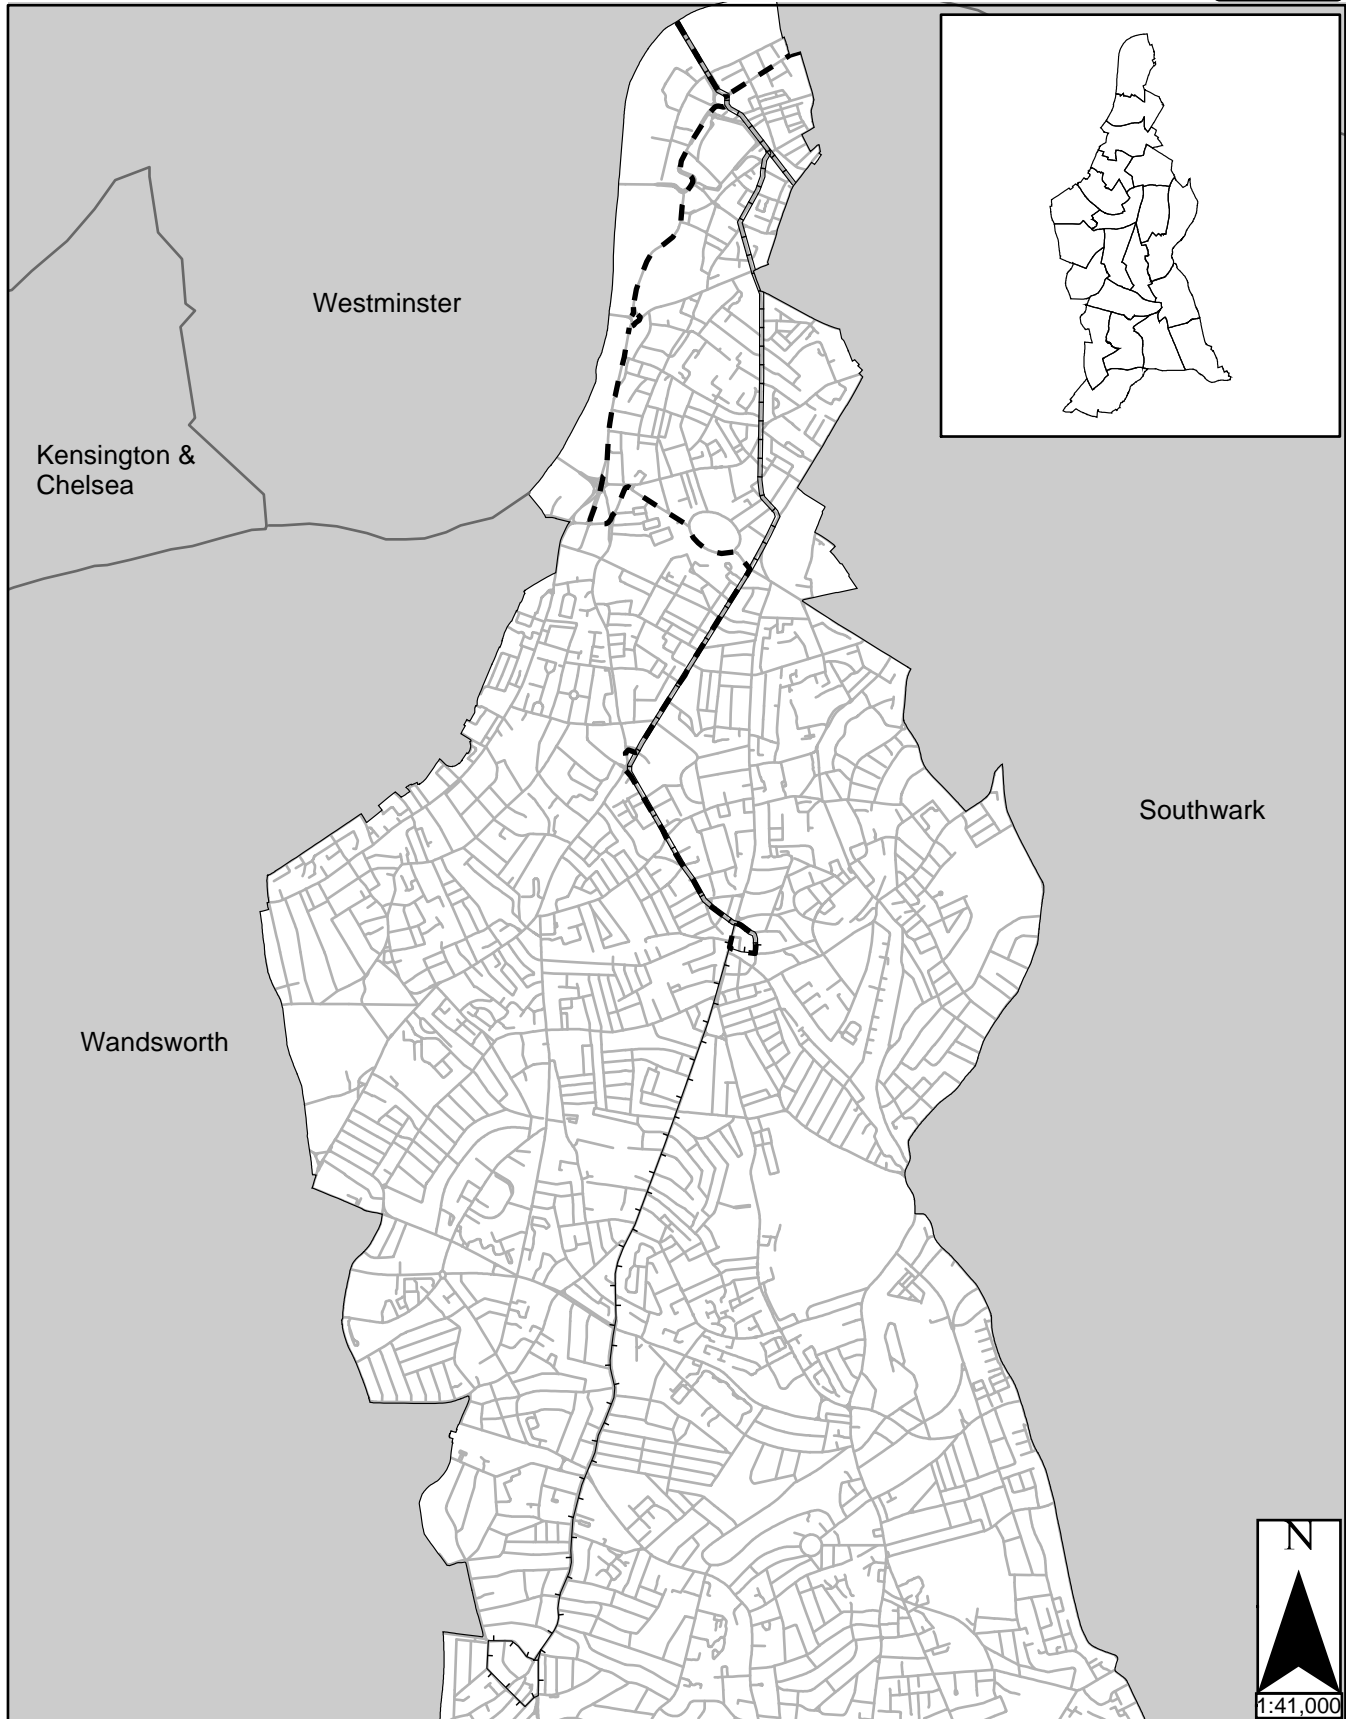 Westminster
Kensington &
Chelsea
Southwark
Wandsworth
N
1:41,000